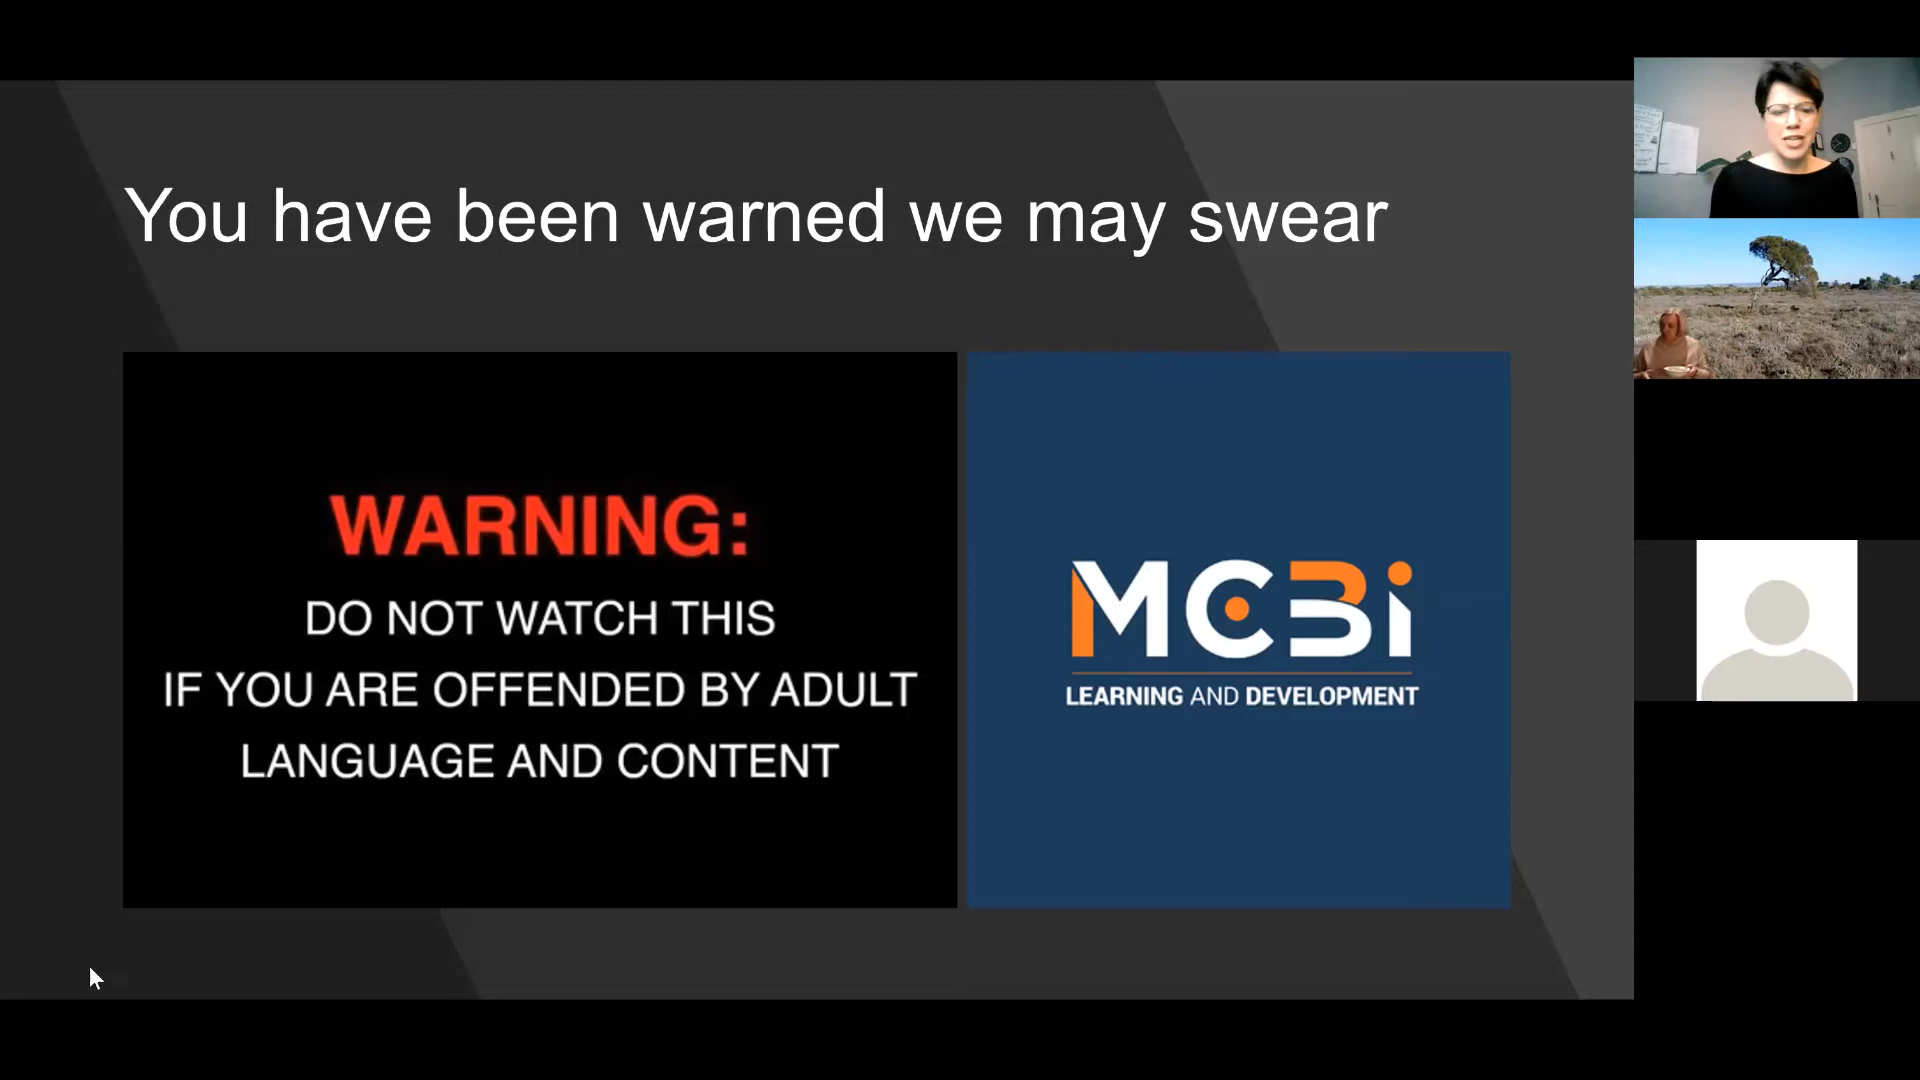 You have been warned we may swear
WARNING:
DO NOT WATCH THIS
IF YOU ARE OFFENDED BY ADULT
LANGUAGE AND CONTENT
MCBi
LEARNING AND DEVELOPMENT